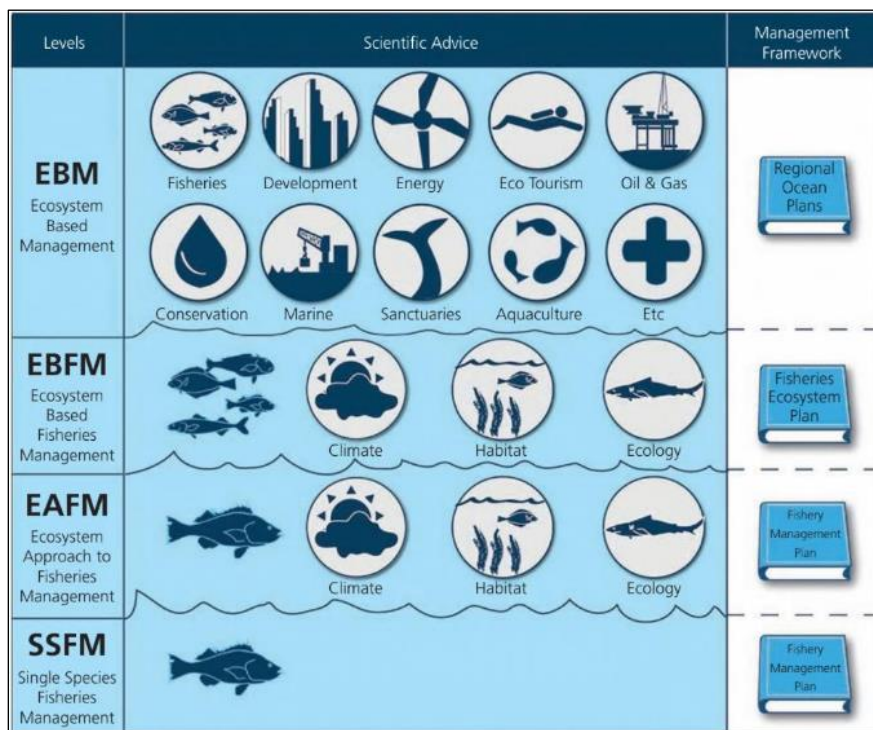 Levels
Scientific Advice
Management
Framework
EBM
Ecosystem
Based
Management
Fisheries
Development
Energy
Eco Tourism
Oil & Gas
Conservation
Marine
Sanctuaries
Aquaculture
Etc
Regional
Ocean
Plans
EBFM
Ecosystem
Based
Fisheries
Management
Climate
Habitat
Ecology
Fisheries
Ecosystem
Plan
EAFM
Ecosystem
Approach to
Fisheries
Management
Climate
Habitat
Ecology
Fishery
Management
Plan
SSFM
Single Species
Fisheries
Management
Fishery
Management
Plan